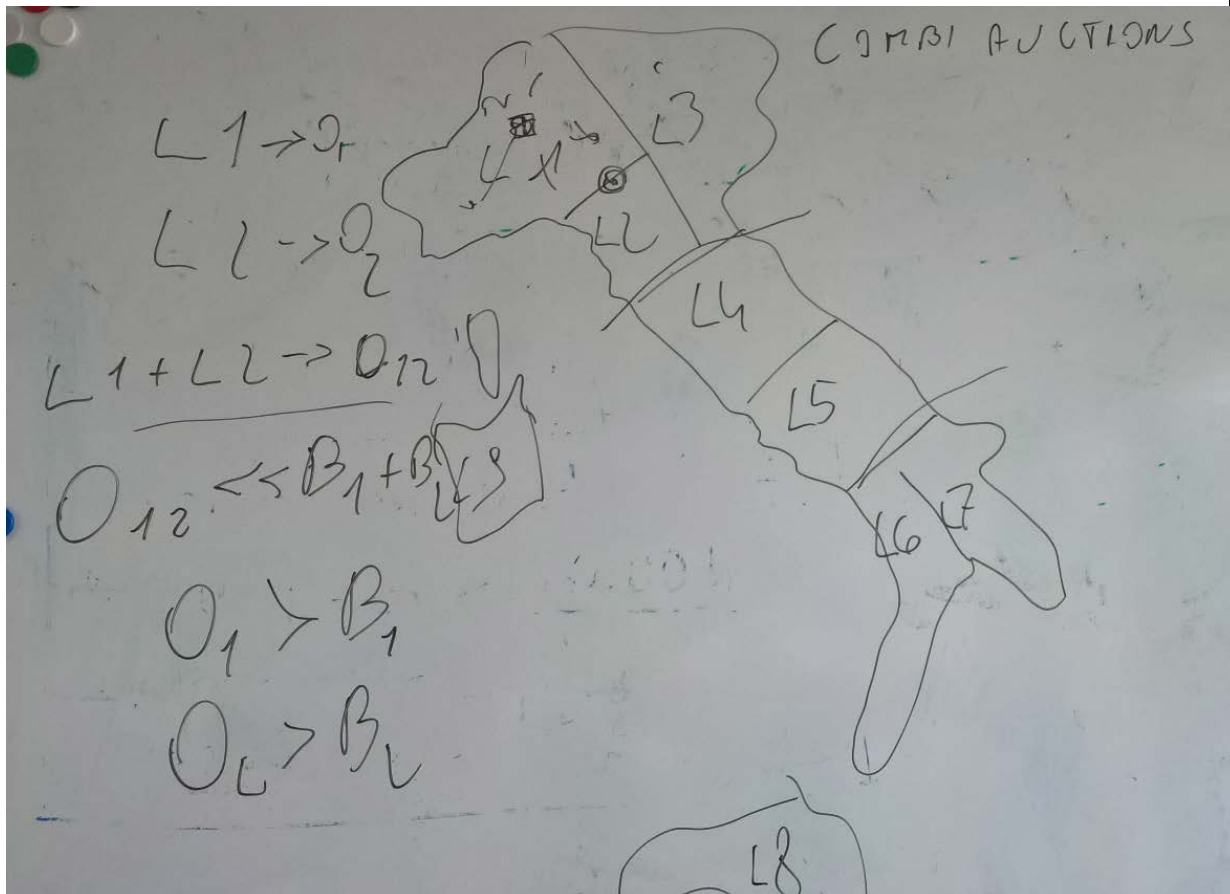 COMBI AUCTIONS
L1 → O₁
L2 → O₂
L1 + L2 → O₁₂
O₁₂ << B₁ + B₂
O₁ > B₁
O₂ > B₂
L3
L2
L4
L5
L6
L7
L9
L8